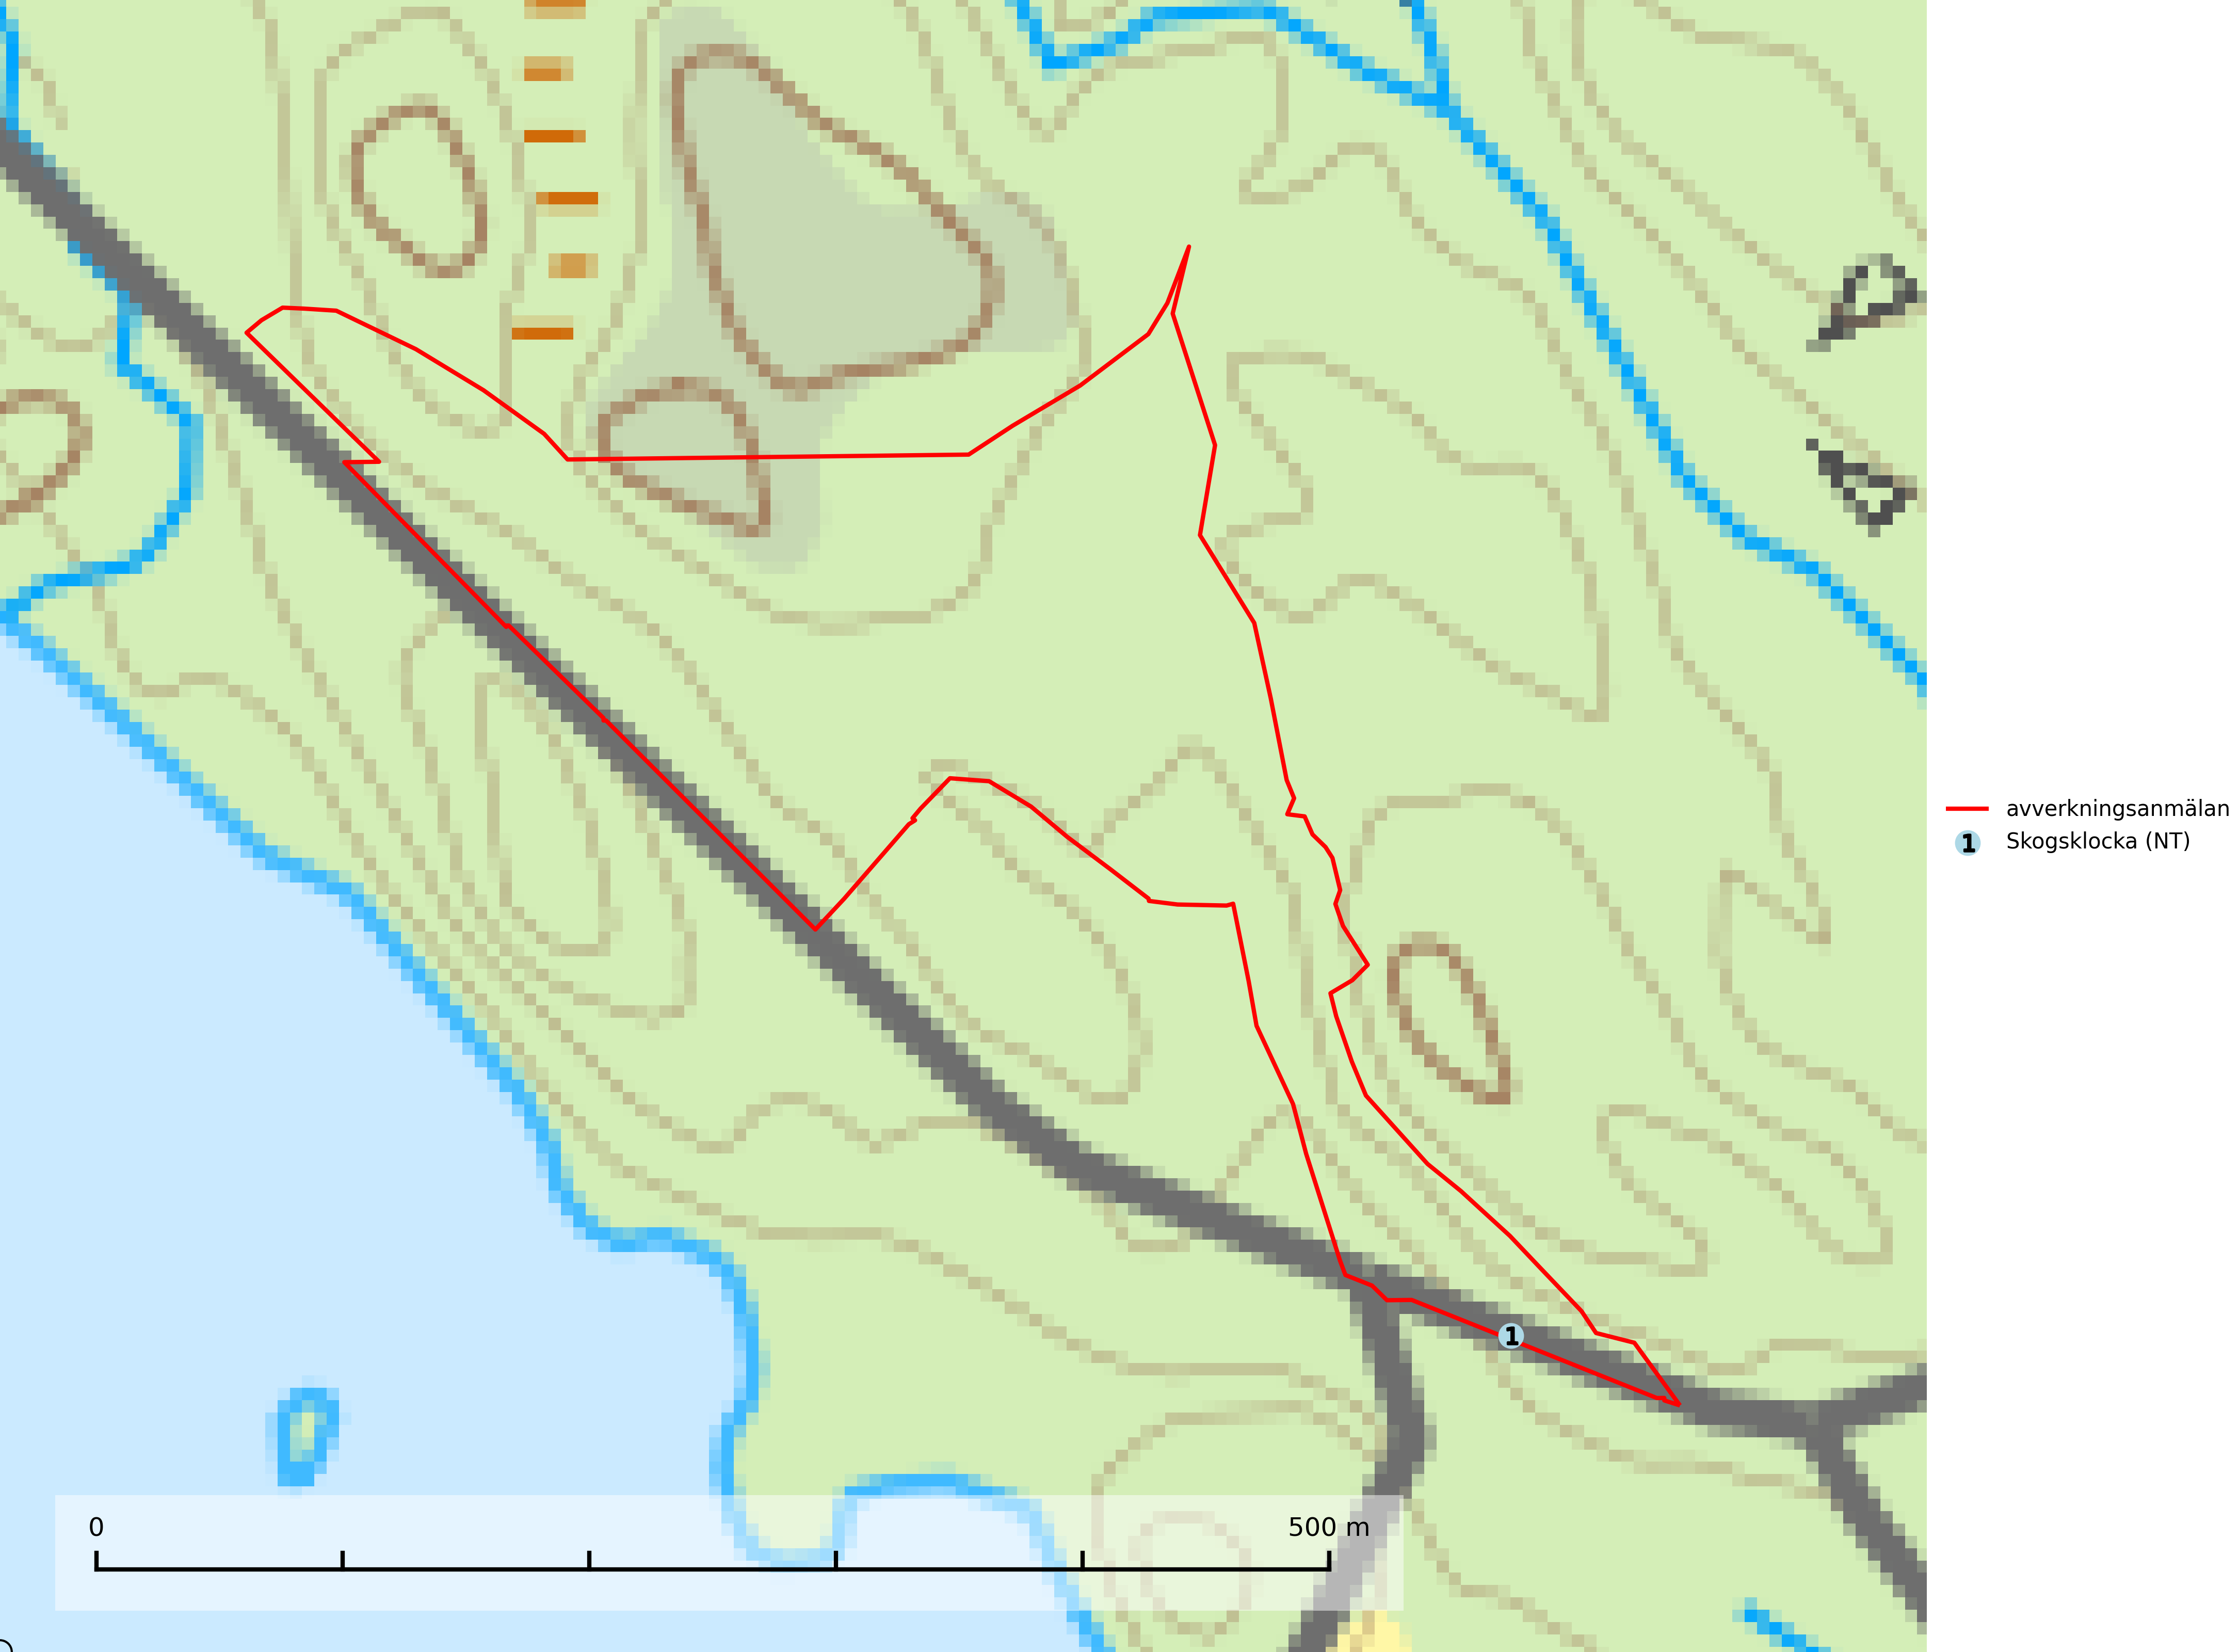 avverkningsanmälan
1 Skogsklocka (NT)
1
0 500 m